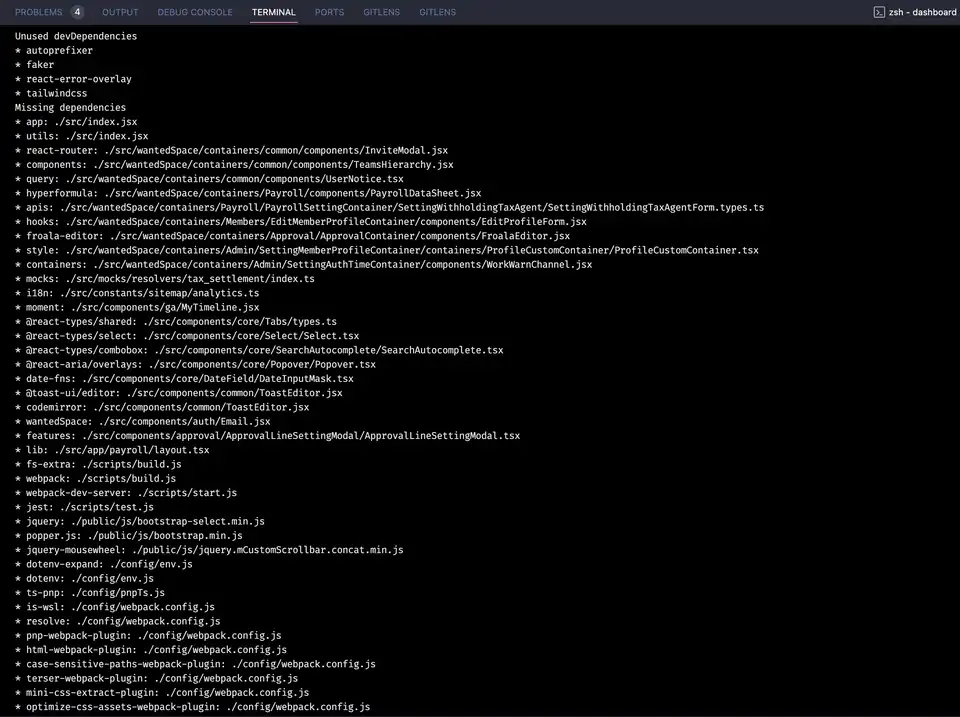 PROBLEMS 4 OUTPUT DEBUG CONSOLE TERMINAL PORTS GITLENS GITLENS zsh - dashboard
Unused devDependencies
* autoprefixer
* faker
* react-error-overlay
* tailwindcss
Missing dependencies
* app: ./src/index.jsx
* utils: ./src/index.jsx
* react-router: ./src/wantedSpace/containers/common/components/InviteModal.jsx
* components: ./src/wantedSpace/containers/common/components/TeamsHierarchy.jsx
* query: ./src/wantedSpace/containers/common/components/UserNotice.tsx
* hyperformula: ./src/wantedSpace/containers/Payroll/components/PayrollDataSheet.jsx
* apis: ./src/wantedSpace/containers/Payroll/PayrollSettingContainer/SettingWithholdingTaxAgent/SettingWithholdingTaxAgentForm.types.ts
* hooks: ./src/wantedSpace/containers/Members/EditMemberProfileContainer/components/EditProfileForm.jsx
* froala-editor: ./src/wantedSpace/containers/Approval/ApprovalContainer/components/FroalaEditor.jsx
* style: ./src/wantedSpace/containers/Admin/SettingMemberProfileContainer/containers/ProfileCustomContainer/ProfileCustomContainer.tsx
* containers: ./src/wantedSpace/containers/Admin/SettingAuthTimeContainer/components/WorkWarnChannel.jsx
* mocks: ./src/mocks/resolvers/tax_settlement/index.ts
* i18n: ./src/constants/sitemap/analytics.ts
* moment: ./src/components/ga/MyTimeline.jsx
* @react-types/shared: ./src/components/core/Tabs/types.ts
* @react-types/select: ./src/components/core/Select/Select.tsx
* @react-types/combobox: ./src/components/core/SearchAutocomplete/SearchAutocomplete.tsx
* @react-aria/overlays: ./src/components/core/Popover/Popover.tsx
* date-fns: ./src/components/core/DateField/DateInputMask.tsx
* @toast-ui/editor: ./src/components/common/ToastEditor.jsx
* codemirror: ./src/components/common/ToastEditor.jsx
* wantedSpace: ./src/components/auth/Email.jsx
* features: ./src/components/approval/ApprovalLineSettingModal/ApprovalLineSettingModal.tsx
* lib: ./src/app/payroll/layout.tsx
* fs-extra: ./scripts/build.js
* webpack: ./scripts/build.js
* webpack-dev-server: ./scripts/start.js
* jest: ./scripts/test.js
* jquery: ./public/js/bootstrap-select.min.js
* popper.js: ./public/js/bootstrap.min.js
* jquery-mousewheel: ./public/js/jquery.mCustomScrollbar.concat.min.js
* dotenv-expand: ./config/env.js
* dotenv: ./config/env.js
* ts-pnp: ./config/pnpTs.js
* is-wsl: ./config/webpack.config.js
* resolve: ./config/webpack.config.js
* pnp-webpack-plugin: ./config/webpack.config.js
* html-webpack-plugin: ./config/webpack.config.js
* case-sensitive-paths-webpack-plugin: ./config/webpack.config.js
* terser-webpack-plugin: ./config/webpack.config.js
* mini-css-extract-plugin: ./config/webpack.config.js
* optimize-css-assets-webpack-plugin: ./config/webpack.config.js